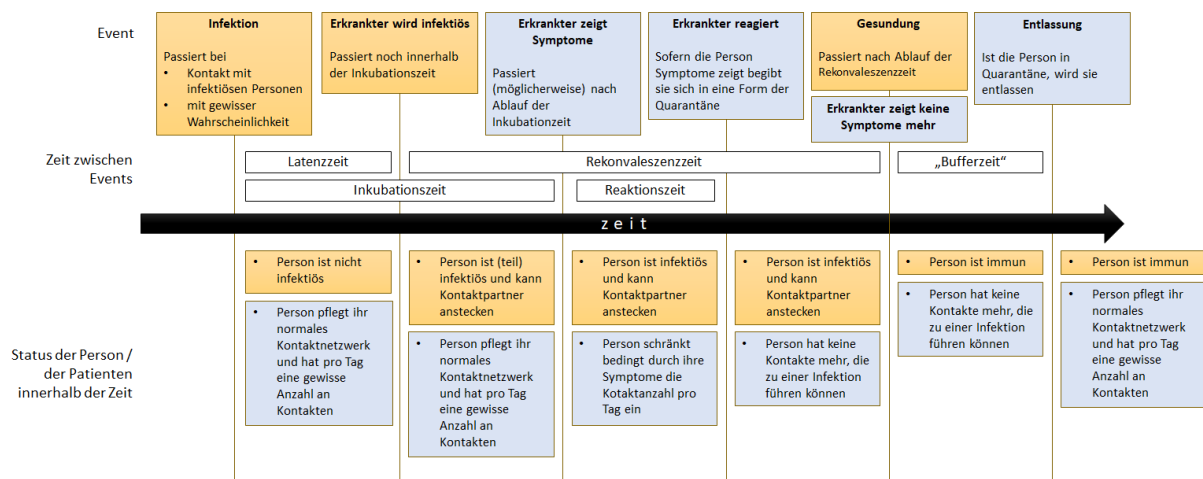 Event
Infektion
Passiert bei
• Kontakt mit
infektiösen Personen
• mit gewisser
Wahrscheinlichkeit
Erkrankter wird infektiös
Passiert noch innerhalb
der Inkubationszeit
Erkrankter zeigt
Symptome
Passiert
(möglicherweise) nach
Ablauf der
Inkubationzeit
Erkrankter reagiert
Sofern die Person
Symptome zeigt begibt
sie sich in eine Form der
Quarantäne
Gesundung
Passiert nach Ablauf der
Rekonvaleszenzzeit
Erkrankter zeigt keine
Symptome mehr
Entlassung
Ist die Person in
Quarantäne, wird sie
entlassen
Zeit zwischen
Events
Latenzzeit
Rekonvaleszenzzeit
„Bufferzeit“
Inkubationszeit
Reaktionszeit
zeit
Status der Person /
der Patienten
innerhalb der Zeit
• Person ist nicht
infektiös
• Person pflegt ihr
normales
Kontaktnetzwerk
und hat pro Tag
eine gewisse
Anzahl an
Kontakten
• Person ist (teil)
infektiös und kann
Kontaktpartner
anstecken
• Person pflegt ihr
normales
Kontaktnetzwerk
und hat pro Tag
eine gewisse
Anzahl an
Kontakten
• Person ist infektiös
und kann
Kontaktpartner
anstecken
• Person schränkt
bedingt durch ihre
Symptome die
Kotaktanzahl pro
Tag ein
• Person ist infektiös
und kann
Kontaktpartner
anstecken
• Person hat keine
Kontakte mehr, die
zu einer Infektion
führen können
• Person ist immun
• Person hat keine
Kontakte mehr, die
zu einer Infektion
führen können
• Person ist immun
• Person pflegt ihr
normales
Kontaktnetzwerk
und hat pro Tag
eine gewisse
Anzahl an
Kontakten